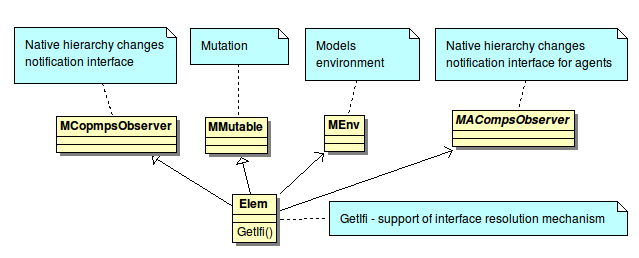 Native hierarchy changes
notification interface
Mutation
Models
environment
Native hierarchy changes
notification interface for agents
MCopmpsObserver
MMutable
MEnv
MACompsObserver
Elem
GetIfi()
GetIfi - support of interface resolution mechanism